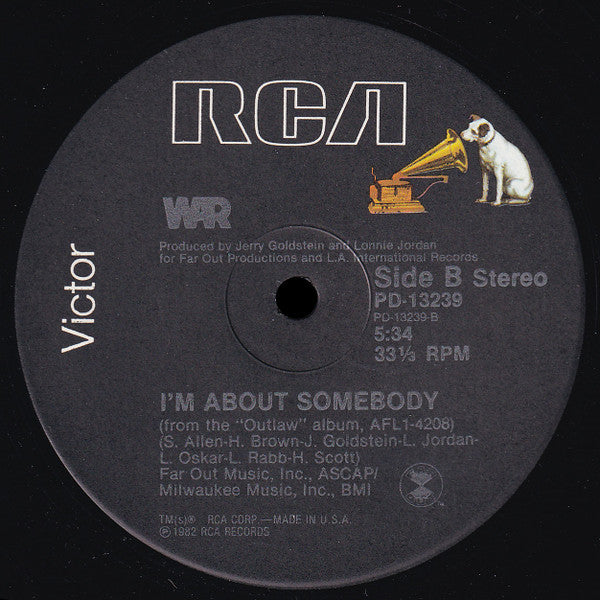 RCA
WAR
Produced by Jerry Goldstein and Lonnie Jordan
for Far Out Productions and L.A. International Records
Victor
Side B Stereo
PD-13239
PD-13239-B
5:34
33⅓ RPM
I'M ABOUT SOMEBODY
(from the "Outlaw" album, AFL1-4208)
(S. Allen-H. Brown-J. Goldstein-L. Jordan-
L. Oskar-L. Rabb-H. Scott)
Far Out Music, Inc., ASCAP/
Milwaukee Music, Inc., BMI
TM(s)® RCA CORP.—MADE IN U.S.A.
℗1982 RCA RECORDS